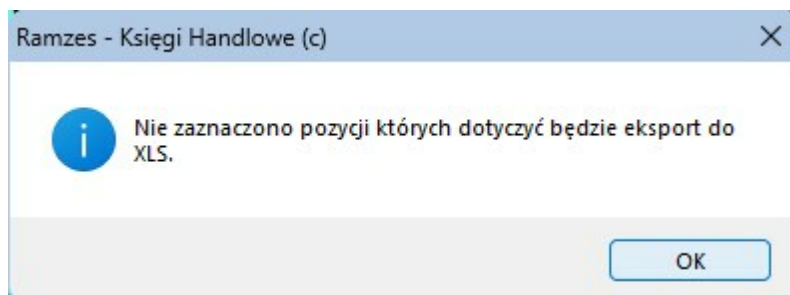 Ramzes - Księgi Handlowe (c)
Nie zaznaczono pozycji których dotyczyć będzie eksport do
XLS.
OK